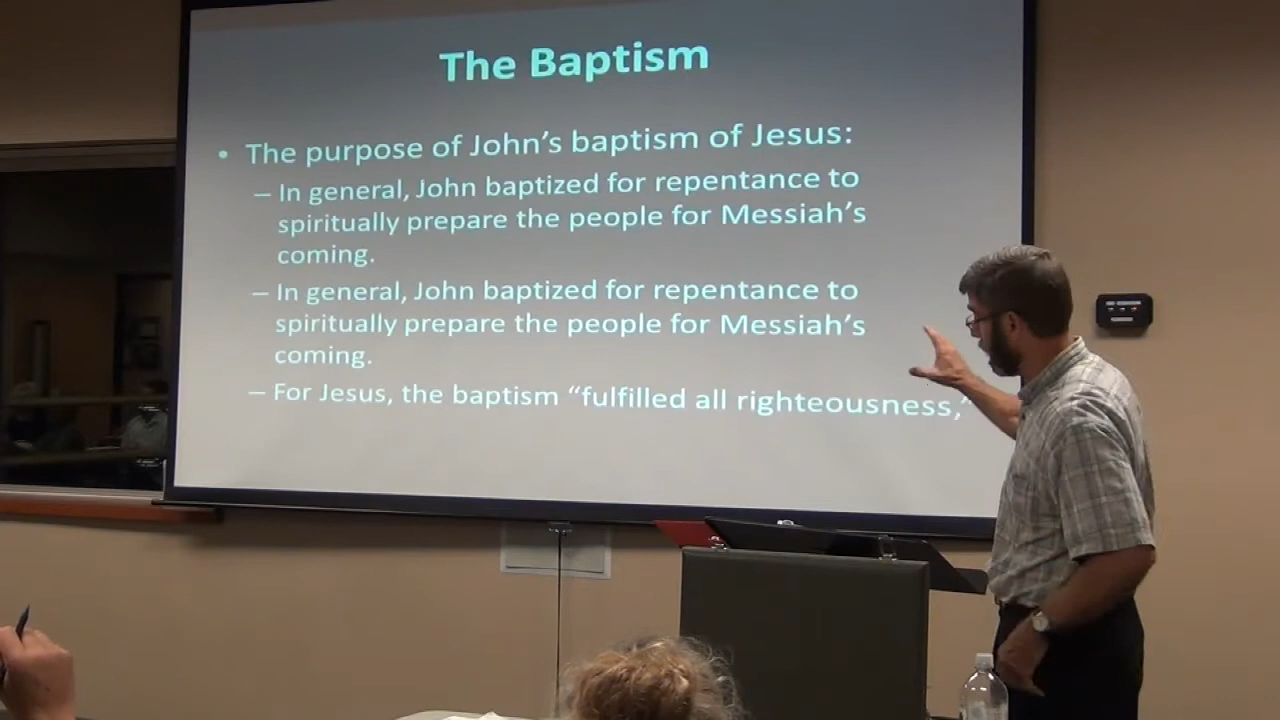 The Baptism
• The purpose of John's baptism of Jesus:
– In general, John baptized for repentance to
spiritually prepare the people for Messiah's
coming.
– In general, John baptized for repentance to
spiritually prepare the people for Messiah's
coming.
– For Jesus, the baptism “fulfilled all righteousness,”